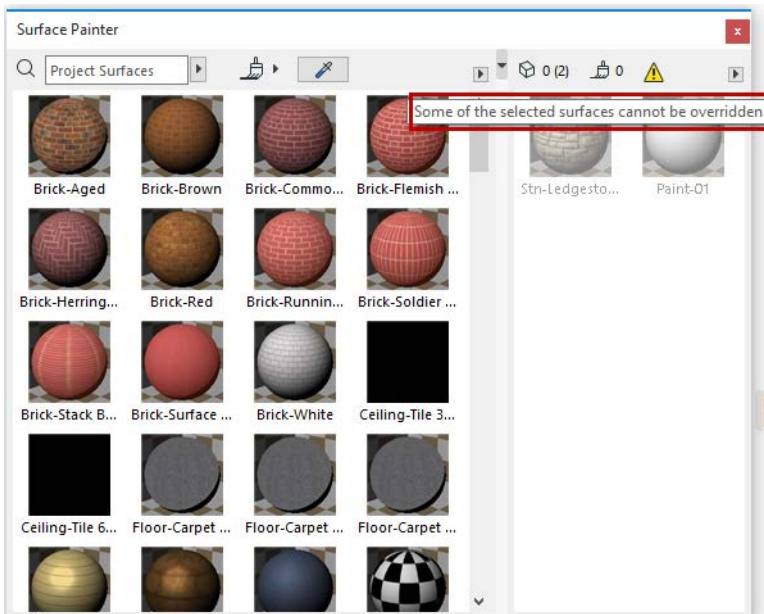 Surface Painter
x
Project Surfaces
0 (2)
0
Some of the selected surfaces cannot be overridden
Brick-Aged
Brick-Brown
Brick-Commo...
Brick-Flemish ...
Stn-Ledgesto...
Paint-01
Brick-Herring...
Brick-Red
Brick-Runnin...
Brick-Soldier ...
Brick-Stack B...
Brick-Surface ...
Brick-White
Ceiling-Tile 3...
Ceiling-Tile 6...
Floor-Carpet ...
Floor-Carpet ...
Floor-Carpet ...